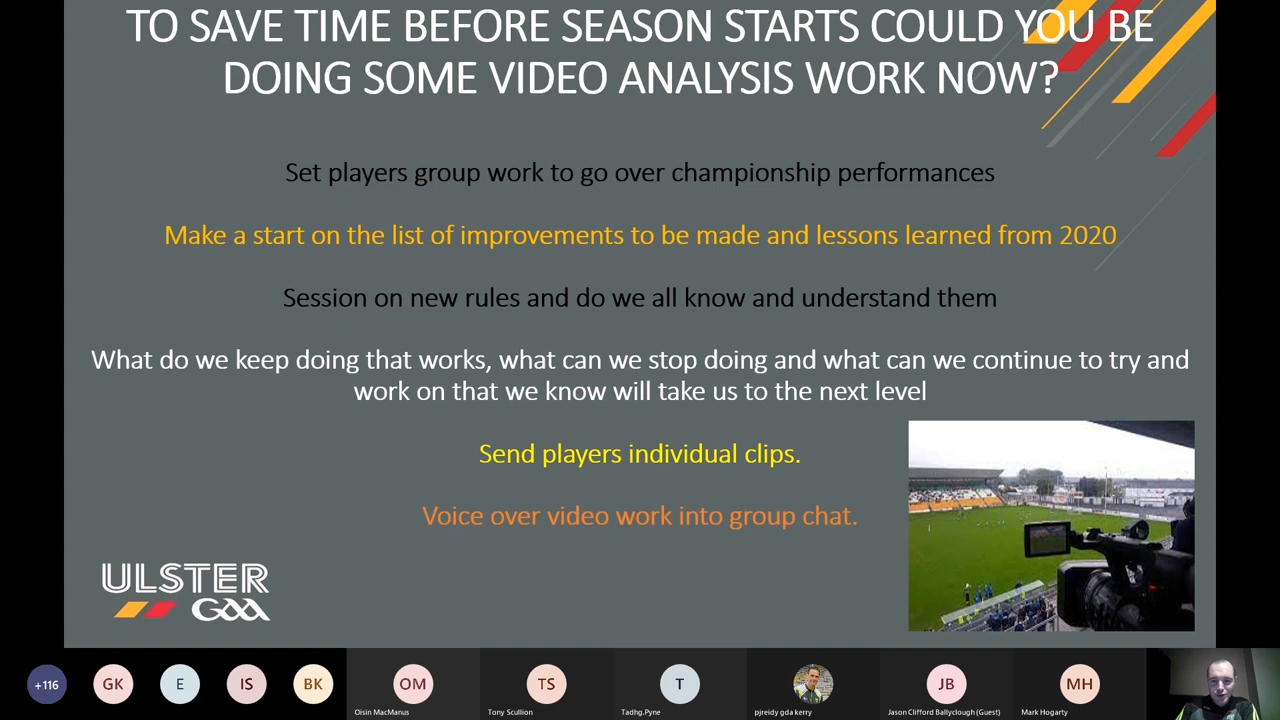 TO SAVE TIME BEFORE SEASON STARTS COULD YOU BE
DOING SOME VIDEO ANALYSIS WORK NOW?
Set players group work to go over championship performances
Make a start on the list of improvements to be made and lessons learned from 2020
Session on new rules and do we all know and understand them
What do we keep doing that works, what can we stop doing and what can we continue to try and
work on that we know will take us to the next level
Send players individual clips.
Voice over video work into group chat.
ULSTER
GAA
+116
GK
E
IS
BK
OM
Oisin MacManus
TS
Tony Scullion
T
Tadhg.Pyne
pjreidy gda kerry
JB
Jason Clifford Ballyclough (Guest)
MH
Mark Hogarty